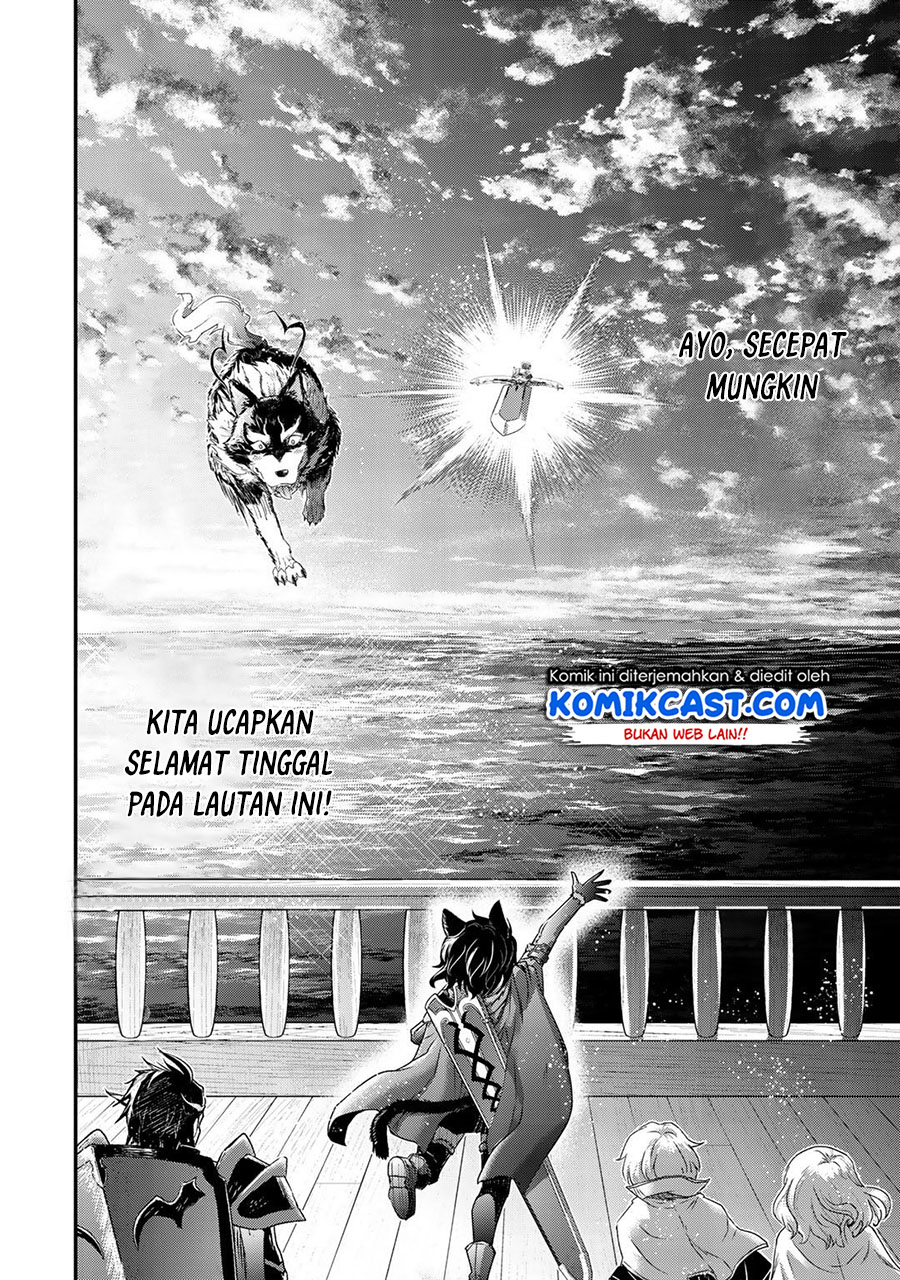 AYO, SECEPAT
MUNGKIN
Komik ini diterjemahkan & diedit oleh
KOMIKCAST.COM
BUKAN WEB LAIN!!
KITA UCAPKAN
SELAMAT TINGGAL
PADA LAUTAN INI!